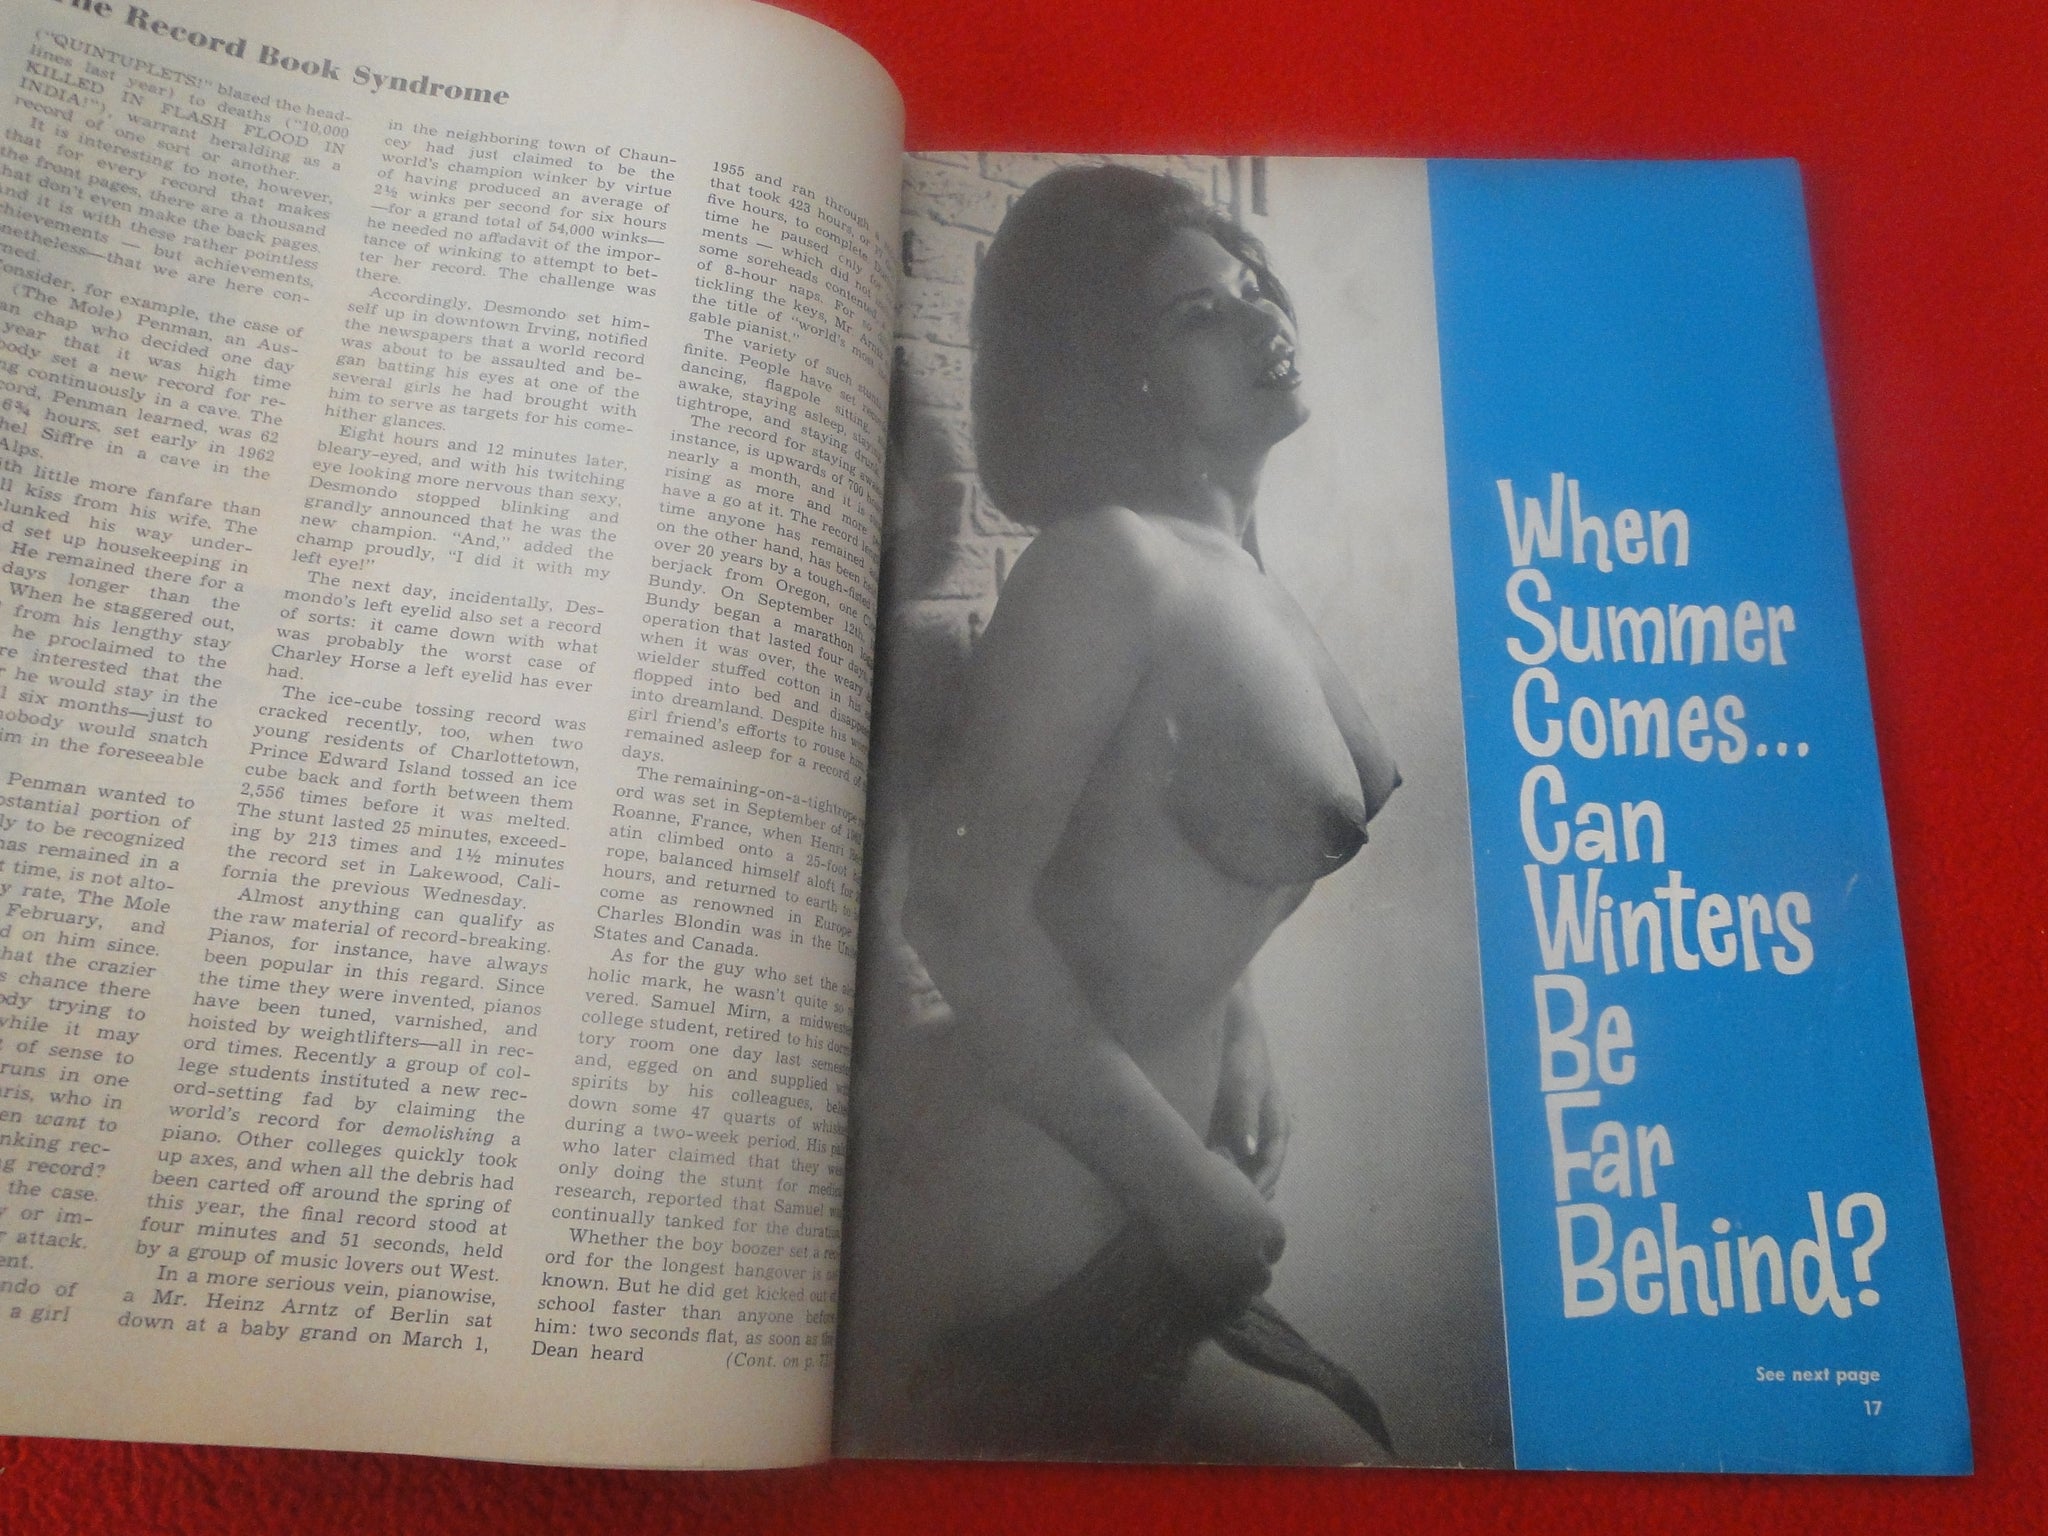 The Record Book Syndrome
("QUINTUPLETS!" blazed the head-
lines last year) to deaths ("10,000
KILLED IN FLASH FLOOD IN
INDIA!"), warrant heralding as a
record of one sort or another.
It is interesting to note, however,
that for every record that makes
the front pages, there are a thousand
that don't even make the back pages.
And it is with these rather pointless
achievements — but achievements,
nonetheless—that we are here con-
Consider, for example, the case of
(The Mole) Penman, an Aus-
chap who decided one day
year that it was high time
body set a new record for re-
continuously in a cave. The
Penman learned, was 62
6¾ hours, set early in 1962
Siffre in a cave in the
Alps.
little more fanfare than
kiss from his wife. The
his way under-
set up housekeeping in
He remained there for a
days longer than the
When he staggered out,
from his lengthy stay
he proclaimed to the
interested that the
he would stay in the
six months—just to
nobody would snatch
in the foreseeable
Penman wanted to
substantial portion of
to be recognized
has remained in a
time, is not alto-
rate, The Mole
February, and
on him since.
that the crazier
chance there
trying to
while it may
of sense to
runs in one
who in
want to
rec-
record?
the case.
or im-
attack.
of
a girl
in the neighboring town of Chaun-
cey had just claimed to be the
world's champion winker by virtue
of having produced an average of
2½ winks per second for six hours
—for a grand total of 54,000 winks—
he needed no affadavit of the impor-
tance of winking to attempt to bet-
ter her record. The challenge was
there.
Accordingly, Desmondo set him-
self up in downtown Irving, notified
the newspapers that a world record
was about to be assaulted and be-
gan batting his eyes at one of the
several girls he had brought with
him to serve as targets for his come-
hither glances.
Eight hours and 12 minutes later,
bleary-eyed, and with his twitching
eye looking more nervous than sexy,
Desmondo stopped blinking and
grandly announced that he was the
new champion. "And," added the
champ proudly, "I did it with my
left eye!"
The next day, incidentally, Des-
mondo's left eyelid also set a record
of sorts: it came down with what
was probably the worst case of
Charley Horse a left eyelid has ever
had.
The ice-cube tossing record was
cracked recently, too, when two
young residents of Charlottetown,
Prince Edward Island tossed an ice
cube back and forth between them
2,556 times before it was melted.
The stunt lasted 25 minutes, exceed-
ing by 213 times and 1½ minutes
the record set in Lakewood, Cali-
fornia the previous Wednesday.
Almost anything can qualify as
the raw material of record-breaking.
Pianos, for instance, have always
been popular in this regard. Since
the time they were invented, pianos
have been tuned, varnished, and
hoisted by weightlifters—all in rec-
ord times. Recently a group of col-
lege students instituted a new rec-
ord-setting fad by claiming the
world's record for demolishing a
piano. Other colleges quickly took
up axes, and when all the debris had
been carted off around the spring of
this year, the final record stood at
four minutes and 51 seconds, held
by a group of music lovers out West.
In a more serious vein, pianowise,
a Mr. Heinz Arntz of Berlin sat
down at a baby grand on March 1,
1955 and ran through a
that took 423 hours, or
five hours, to complete.
time he paused only for
ments — which did not
some soreheads contented
of 8-hour naps. For so
tickling the keys, Mr. Arntz
the title of "world's most
gable pianist."
The variety of such stunts
finite. People have set records
dancing, flagpole sitting,
awake, staying asleep, staying
tightrope, and staying drunk.
The record for staying awake
instance, is upwards of 700 hours
nearly a month, and it is
rising as more and more
have a go at it. The record
time anyone has remained
on the other hand, has been
over 20 years by a tough-fisted
berjack from Oregon, one
Bundy. On September 12th,
Bundy began a marathon
operation that lasted four days,
when it was over, the weary
wielder stuffed cotton in his
flopped into bed and
into dreamland. Despite his
girl friend's efforts to rouse him,
remained asleep for a record of
days.
The remaining-on-a-tightrope
ord was set in September of
Roanne, France, when Henri
atin climbed onto a 25-foot
rope, balanced himself aloft for
hours, and returned to earth to
come as renowned in Europe
Charles Blondin was in the
States and Canada.
As for the guy who set the
holic mark, he wasn't quite so
vered. Samuel Mirn, a
college student, retired to his
tory room one day last semester
and, egged on and supplied
spirits by his colleagues,
down some 47 quarts of
during a two-week period. His
who later claimed that they were
only doing the stunt for
research, reported that Samuel was
continually tanked for the duration.
Whether the boy boozer set a rec-
ord for the longest hangover is
known. But he did get kicked out of
school faster than anyone before
him: two seconds flat, as soon as the
Dean heard
(Cont. on p.
When
Summer
Comes...
Can
Winters
Be
Far
Behind?
See next page
17